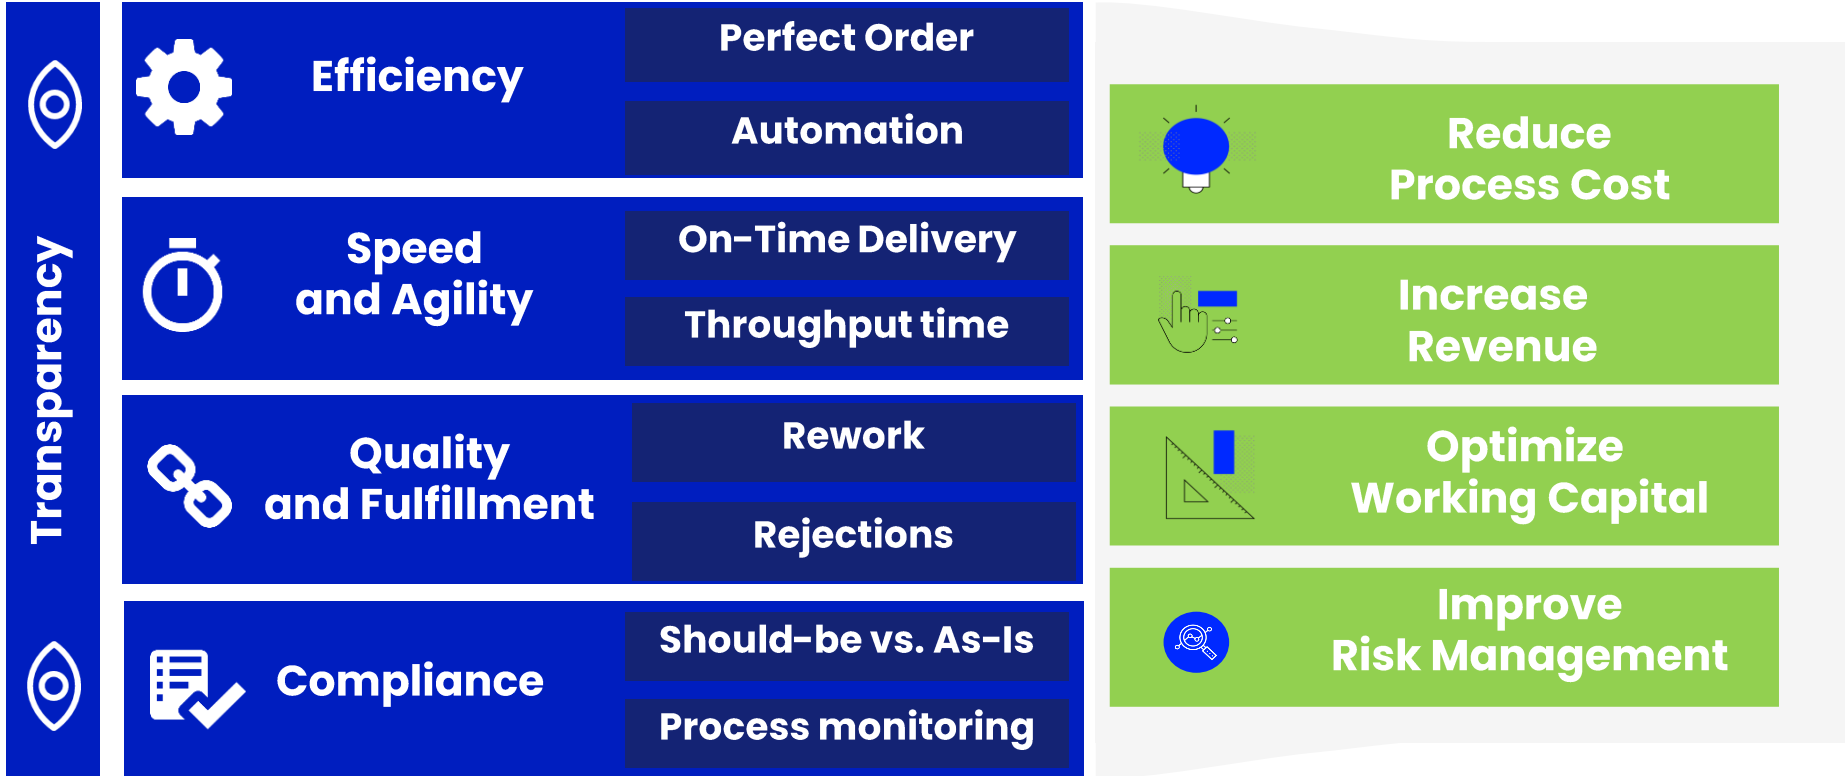 Transparency
Efficiency
Perfect Order
Automation
Speed
and Agility
On-Time Delivery
Throughput time
Quality
and Fulfillment
Rework
Rejections
Compliance
Should-be vs. As-Is
Process monitoring
Reduce
Process Cost
Increase
Revenue
Optimize
Working Capital
Improve
Risk Management